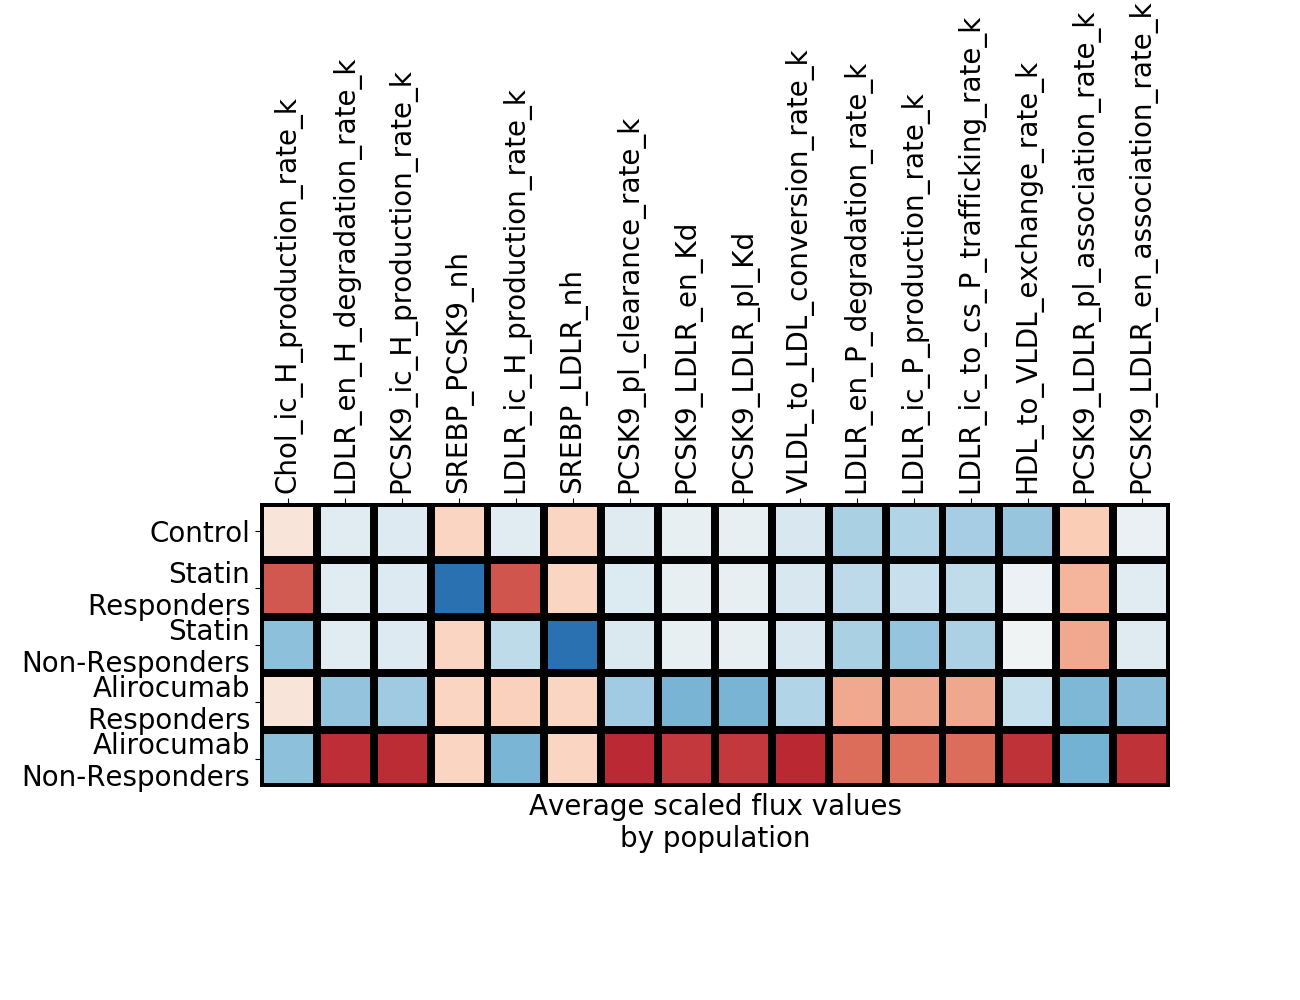 Chol_ic_H_production_rate_k
LDLR_en_H_degradation_rate_k
PCSK9_ic_H_production_rate_k
SREBP_PCSK9_nh
LDLR_ic_H_production_rate_k
SREBP_LDLR_nh
PCSK9_pl_clearance_rate_k
PCSK9_LDLR_en_Kd
PCSK9_LDLR_pl_Kd
VLDL_to_LDL_conversion_rate_k
LDLR_en_P_degradation_rate_k
LDLR_ic_P_production_rate_k
LDLR_ic_to_cs_P_trafficking_rate_k
HDL_to_VLDL_exchange_rate_k
PCSK9_LDLR_pl_association_rate_k
PCSK9_LDLR_en_association_rate_k
Control
Statin
Responders
Statin
Non-Responders
Alirocumab
Responders
Alirocumab
Non-Responders
Average scaled flux values
by population